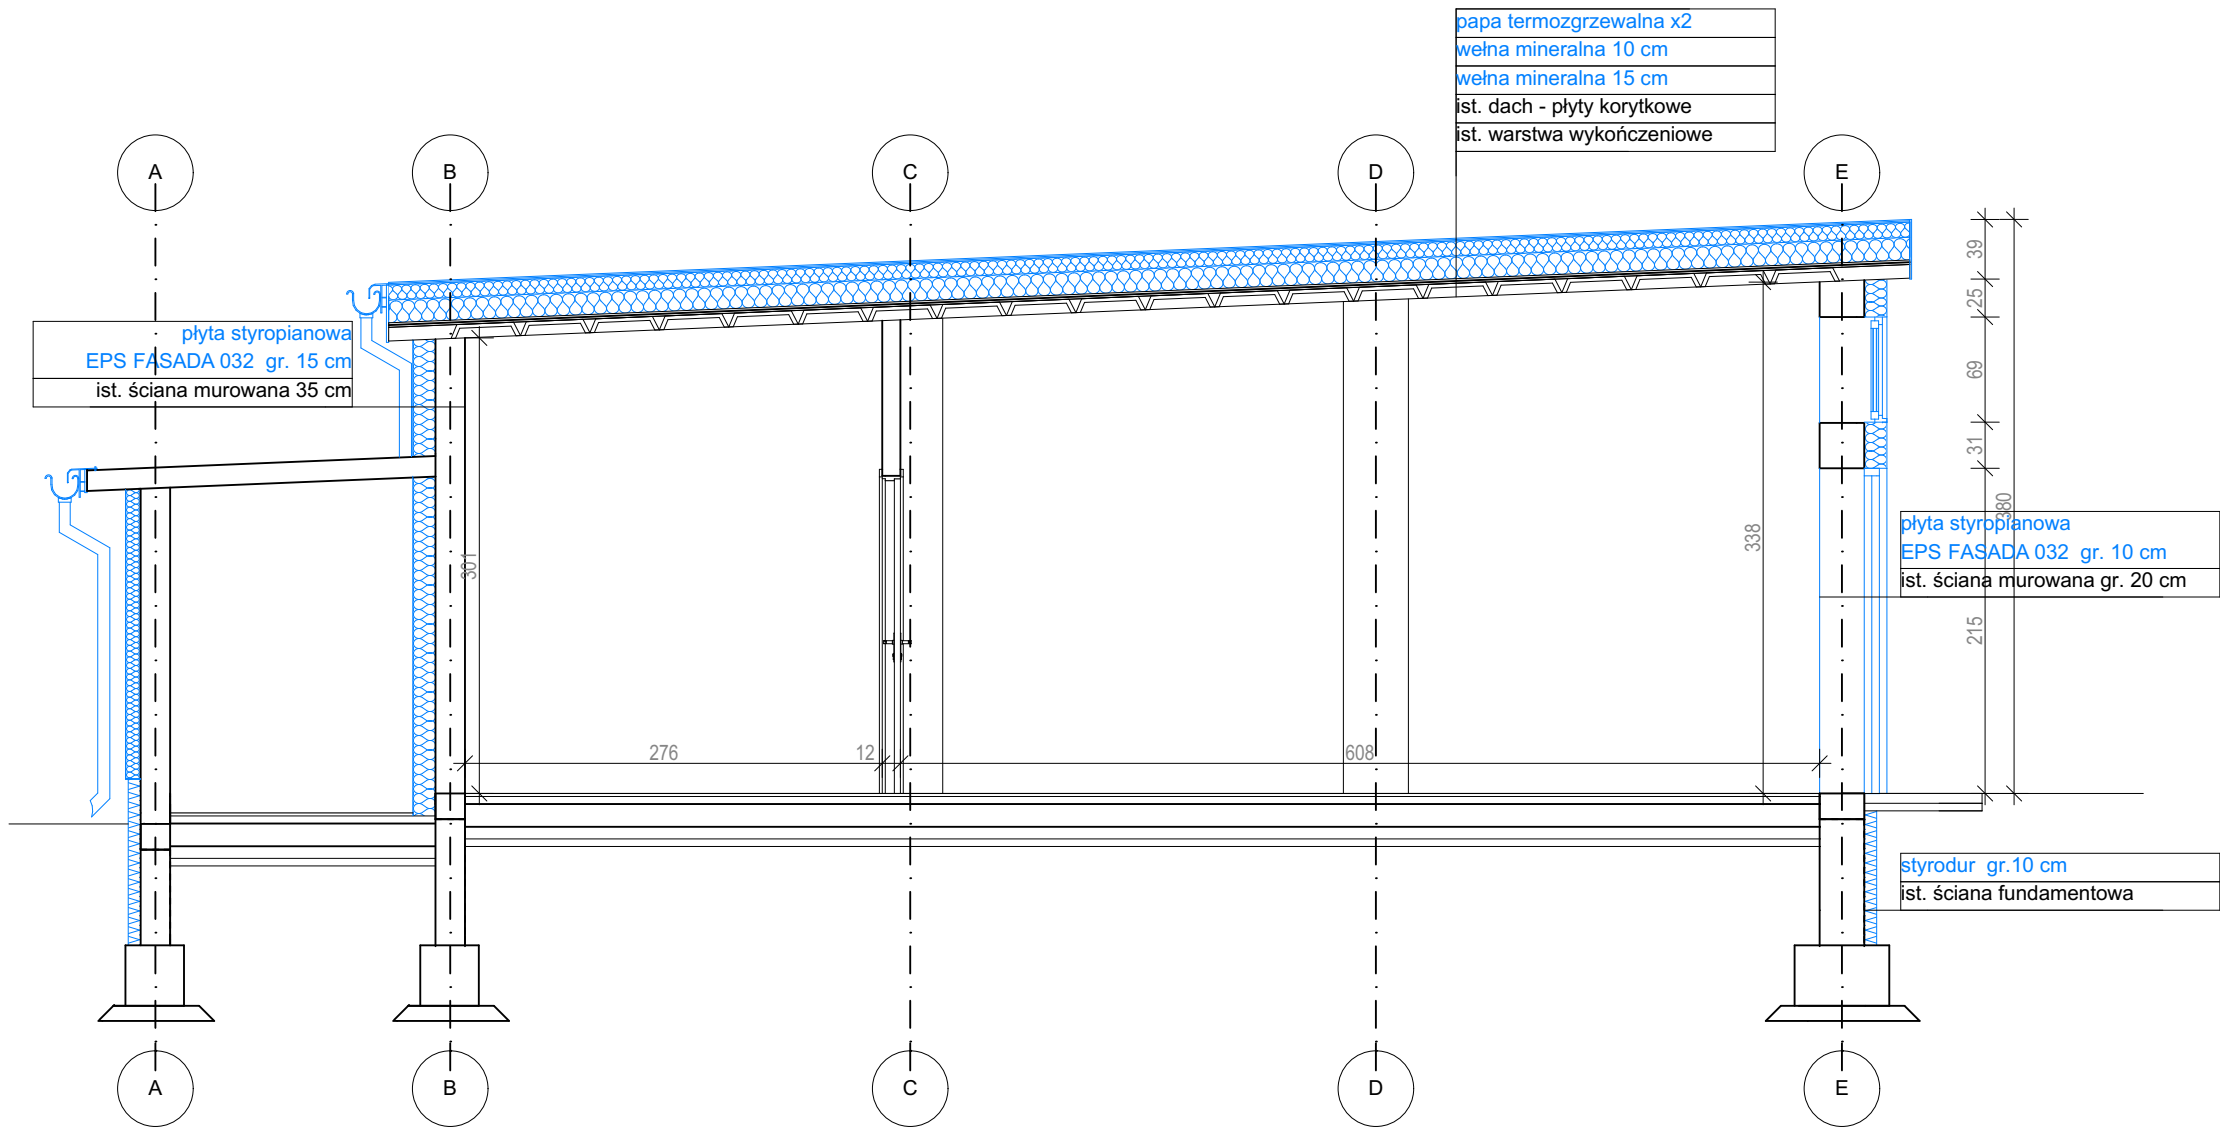 papa termozgrzewalna x2
wełna mineralna 10 cm
wełna mineralna 15 cm
ist. dach - płyty korytkowe
ist. warstwa wykończeniowe
A
B
C
D
E
39
25
69
31
380
215
płyta styropianowa
EPS FASADA 032  gr. 15 cm
ist. ściana murowana 35 cm
301
338
płyta styropianowa
EPS FASADA 032  gr. 10 cm
ist. ściana murowana gr. 20 cm
276
12
608
styrodur  gr.10 cm
ist. ściana fundamentowa
A
B
C
D
E